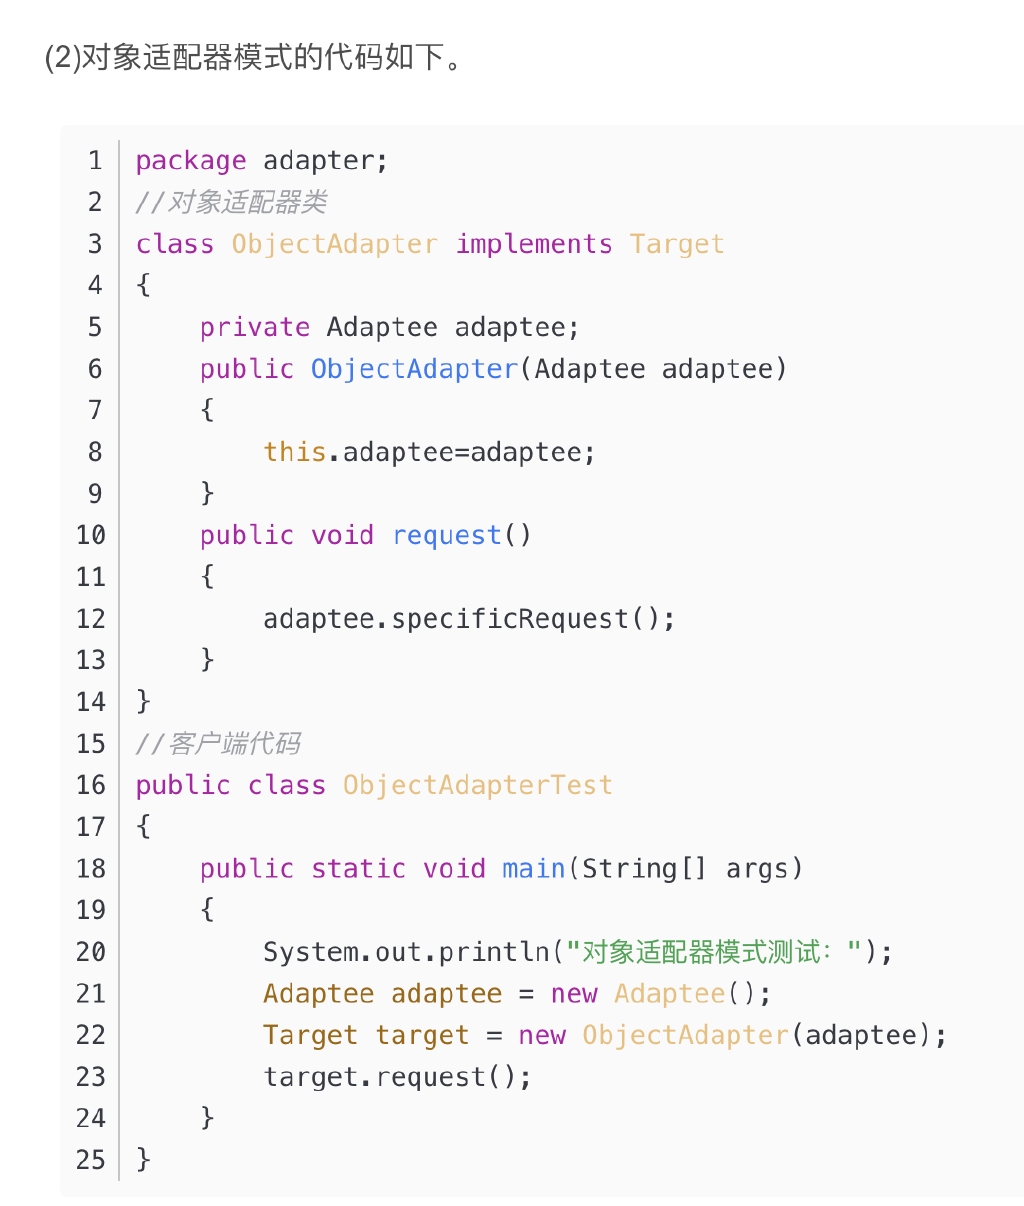 (2)对象适配器模式的代码如下。
1 package adapter;
2 //对象适配器类
3 class ObjectAdapter implements Target
4 {
5     private Adaptee adaptee;
6     public ObjectAdapter(Adaptee adaptee)
7     {
8         this.adaptee=adaptee;
9     }
10     public void request()
11     {
12         adaptee.specificRequest();
13     }
14 }
15 //客户端代码
16 public class ObjectAdapterTest
17 {
18     public static void main(String[] args)
19     {
20         System.out.println("对象适配器模式测试：");
21         Adaptee adaptee = new Adaptee();
22         Target target = new ObjectAdapter(adaptee);
23         target.request();
24     }
25 }